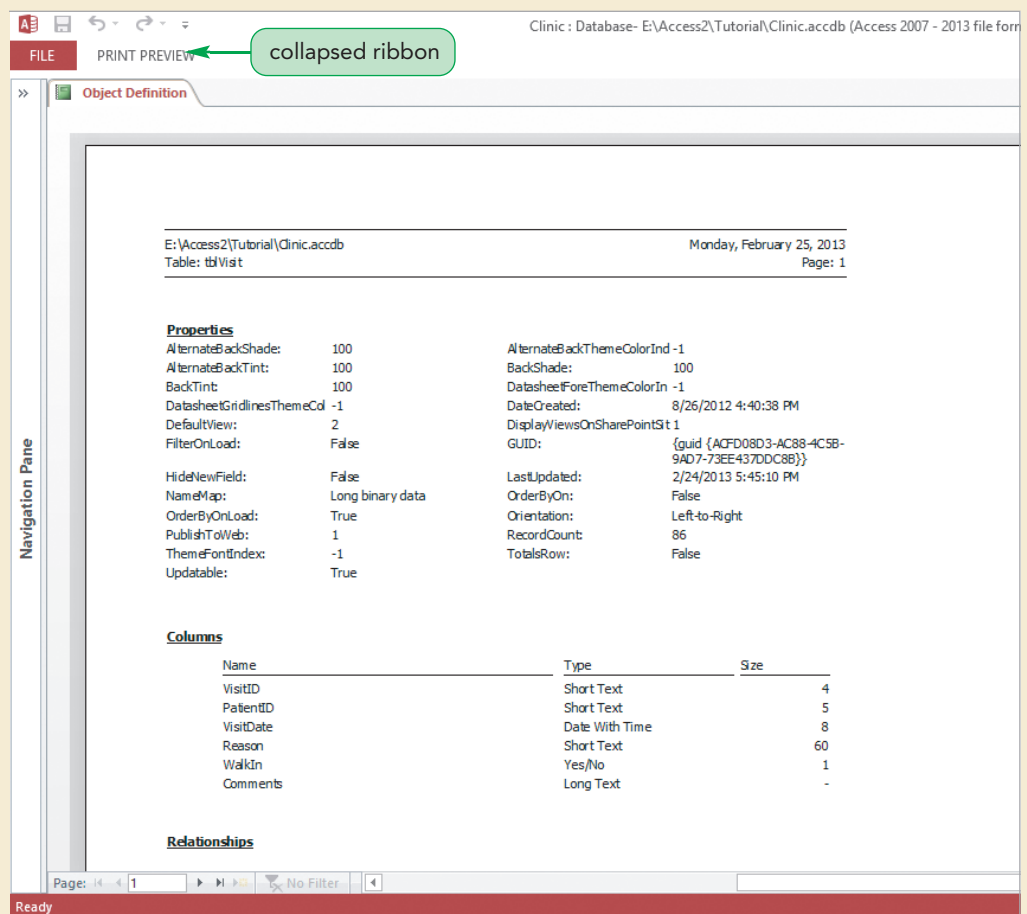 Clinic : Database- E:\Access2\Tutorial\Clinic.accdb (Access 2007 - 2013 file form
FILE PRINT PREVIEW collapsed ribbon
Object Definition
Navigation Pane
E:\Access2\Tutorial\Clinic.accdb Monday, February 25, 2013
Table: tblVisit Page: 1
Properties
AlternateBackShade: 100 AlternateBackThemeColorInd -1
AlternateBackTint: 100 BackShade: 100
BackTint: 100 DatasheetForeThemeColorIn -1
DatasheetGridlinesThemeCol -1 DateCreated: 8/26/2012 4:40:38 PM
DefaultView: 2 DisplayViewsOnSharePointSit 1
FilterOnLoad: False GUID: {guid {ACFD08D3-AC88-4C5B-
9AD7-73EE437DDC8B}}
HideNewField: False LastUpdated: 2/24/2013 5:45:10 PM
NameMap: Long binary data OrderByOn: False
OrderByOnLoad: True Orientation: Left-to-Right
PublishToWeb: 1 RecordCount: 86
ThemeFontIndex: -1 TotalsRow: False
Updatable: True
Columns
Name Type Size
VisitID Short Text 4
PatientID Short Text 5
VisitDate Date With Time 8
Reason Short Text 60
WalkIn Yes/No 1
Comments Long Text -
Relationships
Page: 1 No Filter
Ready